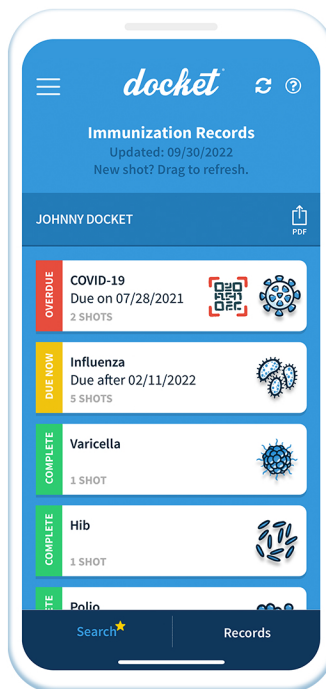 docket
Immunization Records
Updated: 09/30/2022
New shot? Drag to refresh.
JOHNNY DOCKET
PDF
OVERDUE
COVID-19
Due on 07/28/2021
2 SHOTS
DUE NOW
Influenza
Due after 02/11/2022
5 SHOTS
COMPLETE
Varicella
1 SHOT
COMPLETE
Hib
1 SHOT
Polio
Search
Records